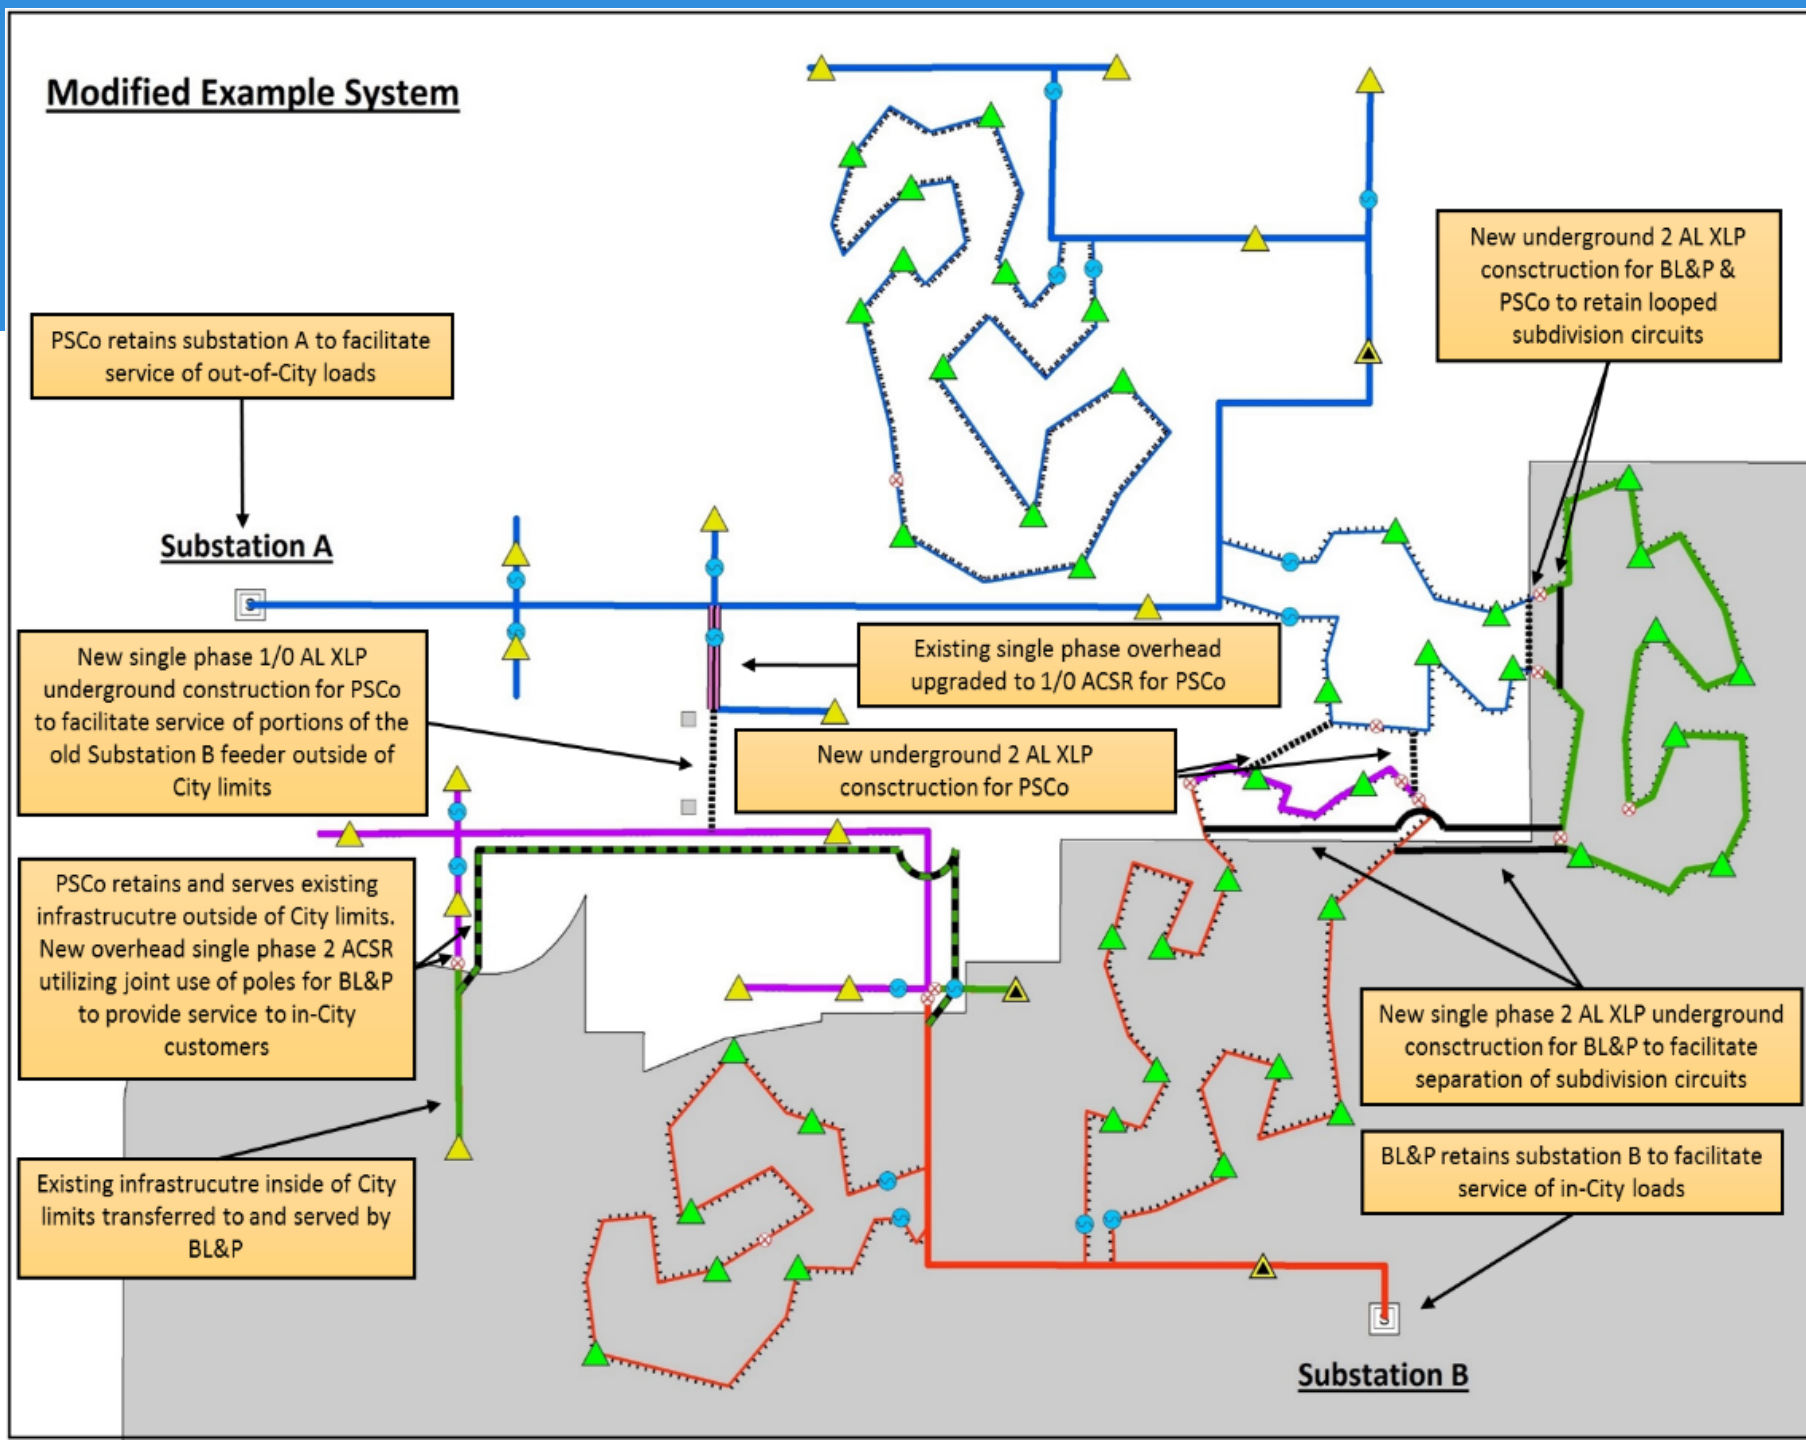 Modified Example System
New underground 2 AL XLP
consctruction for BL&P &
PSCo to retain looped
subdivision circuits
PSCo retains substation A to facilitate
service of out-of-City loads
Substation A
S
New single phase 1/0 AL XLP
underground construction for PSCo
to facilitate service of portions of the
old Substation B feeder outside of
City limits
Existing single phase overhead
upgraded to 1/0 ACSR for PSCo
New underground 2 AL XLP
consctruction for PSCo
PSCo retains and serves existing
infrastrucutre outside of City limits.
New overhead single phase 2 ACSR
utilizing joint use of poles for BL&P
to provide service to in-City
customers
New single phase 2 AL XLP underground
consctruction for BL&P to facilitate
separation of subdivision circuits
Existing infrastrucutre inside of City
limits transferred to and served by
BL&P
BL&P retains substation B to facilitate
service of in-City loads
S
Substation B